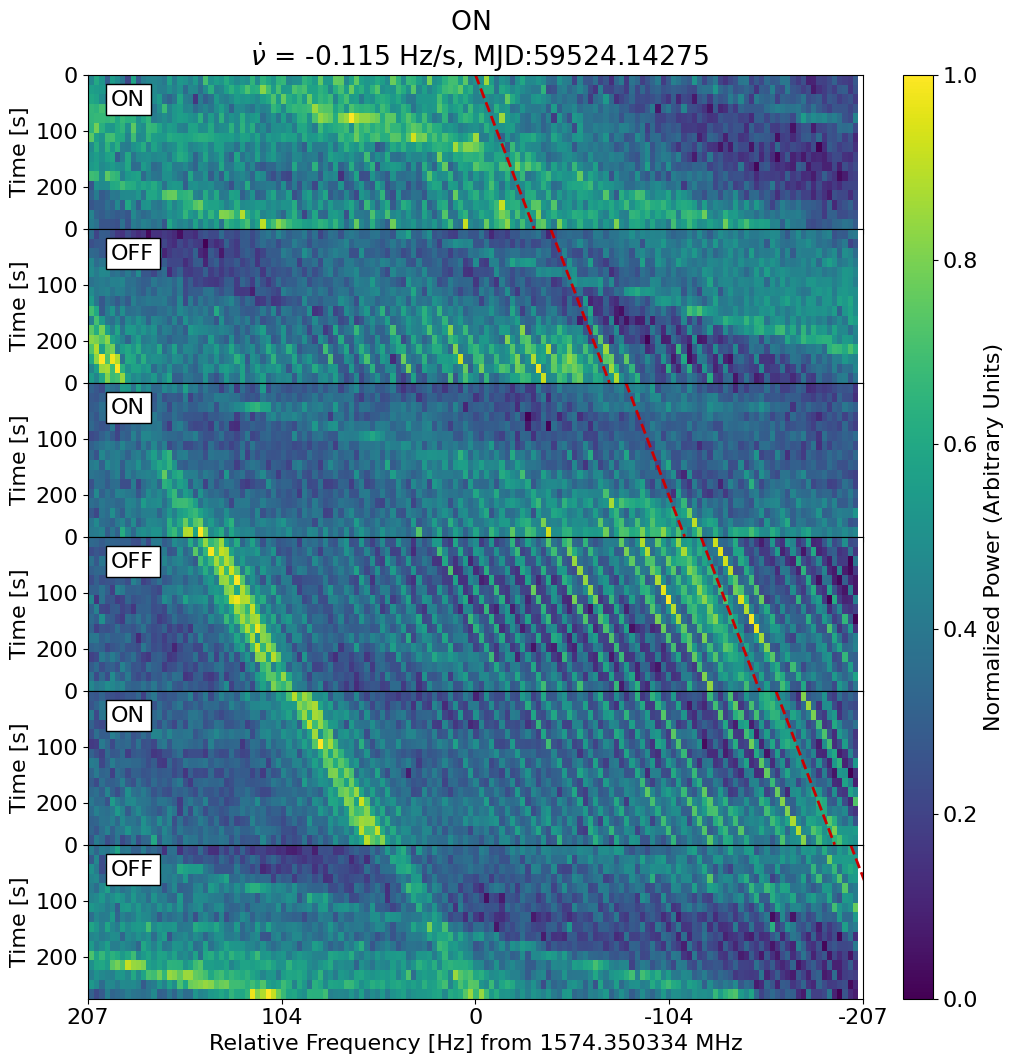 ON
ν̇ = -0.115 Hz/s, MJD:59524.14275
0
ON
100
Time [s]
200
0
OFF
100
Time [s]
200
0
ON
100
Time [s]
200
0
OFF
100
Time [s]
200
0
ON
100
Time [s]
200
0
OFF
100
Time [s]
200
207 104 0 -104 -207
Relative Frequency [Hz] from 1574.350334 MHz
1.0
0.8
0.6
0.4
0.2
0.0
Normalized Power (Arbitrary Units)